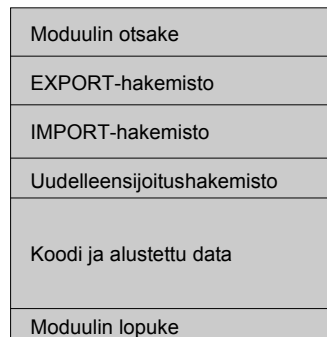 Moduulin otsake
EXPORT-hakemisto
IMPORT-hakemisto
Uudelleensijoitushakemisto
Koodi ja alustettu data
Moduulin lopuke